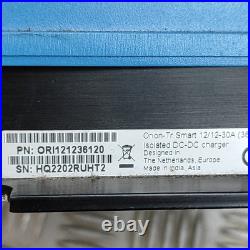 Orion-Tr Smart 12/12-30A (36
Isolated DC-DC charger
Designed in
The Netherlands, Europe
Made in India, Asia
PN: ORI121236120
SN: HQ2202RUHT2